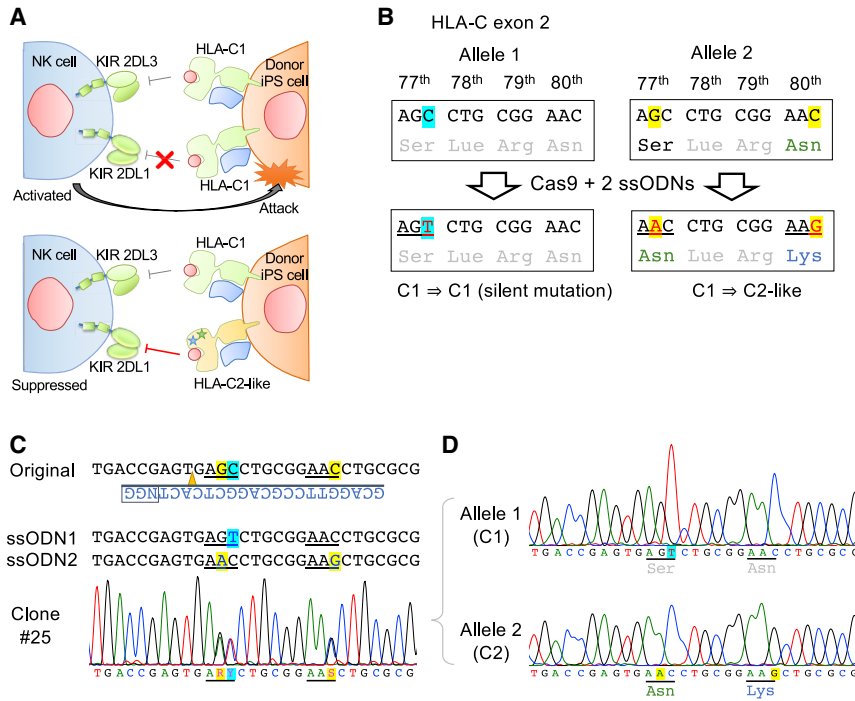 A
NK cell
KIR 2DL3
HLA-C1
Donor
iPS cell
KIR 2DL1
HLA-C1
Activated
Attack
NK cell
KIR 2DL3
HLA-C1
Donor
iPS cell
KIR 2DL1
HLA-C2-like
Suppressed
B
HLA-C exon 2
Allele 1
Allele 2
77th 78th 79th 80th
77th 78th 79th 80th
AGC CTG CGG AAC
Ser Lue Arg Asn
AGC CTG CGG AAC
Ser Lue Arg Asn
Cas9 + 2 ssODNs
AGT CTG CGG AAC
Ser Lue Arg Asn
AAC CTG CGG AAG
Asn Lue Arg Lys
C1 ⇒ C1 (silent mutation)
C1 ⇒ C2-like
C
Original TGACCGAGTGAGCCTGCGGAACCTGCGCG
GCAGGTTCCGCAGGCTCACTNGG
ssODN1 TGACCGAGTGAGTCTGCGGAACCTGCGCG
ssODN2 TGACCGAGTGAACCTGCGGAAGCTGCGCG
Clone
#25
TGACCGAGTGARYCTGCGGAASCTGCGCG
D
Allele 1
(C1)
TGACCGAGTGAGTCTGCGGAACCTGCGCG
Ser Asn
Allele 2
(C2)
TGACCGAGTGAACCTGCGGAAGCTGCGCG
Asn Lys